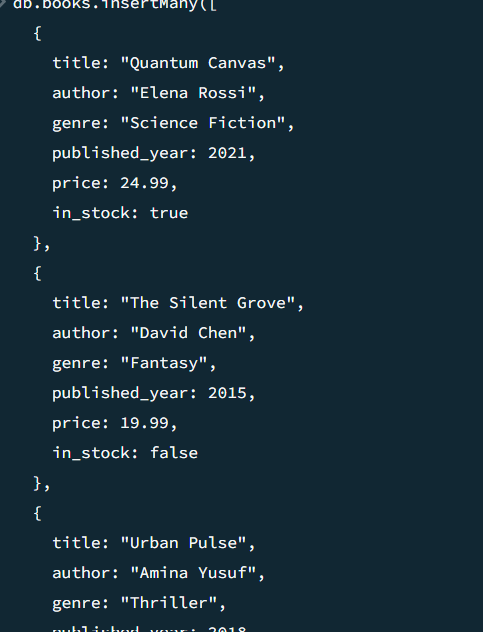 db.books.insertMany([
{
title: "Quantum Canvas",
author: "Elena Rossi",
genre: "Science Fiction",
published_year: 2021,
price: 24.99,
in_stock: true
},
{
title: "The Silent Grove",
author: "David Chen",
genre: "Fantasy",
published_year: 2015,
price: 19.99,
in_stock: false
},
{
title: "Urban Pulse",
author: "Amina Yusuf",
genre: "Thriller",
published_year: 2018,